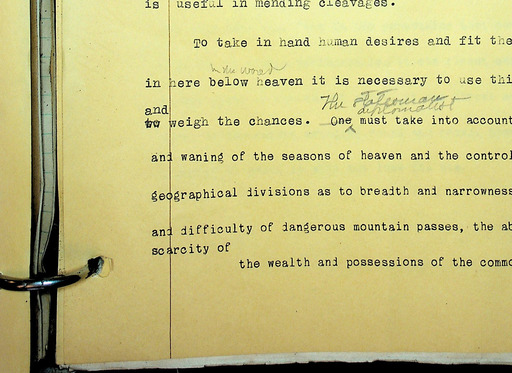 is useful in mending cleavages.
To take in hand human desires and fit the
in the world
in here below heaven it is necessary to use thi
and
The statesman
diplomatist
to weigh the chances. One must take into account
and waning of the seasons of heaven and the control
geographical divisions as to breadth and narrowness
and difficulty of dangerous mountain passes, the ab
scarcity of
the wealth and possessions of the commo